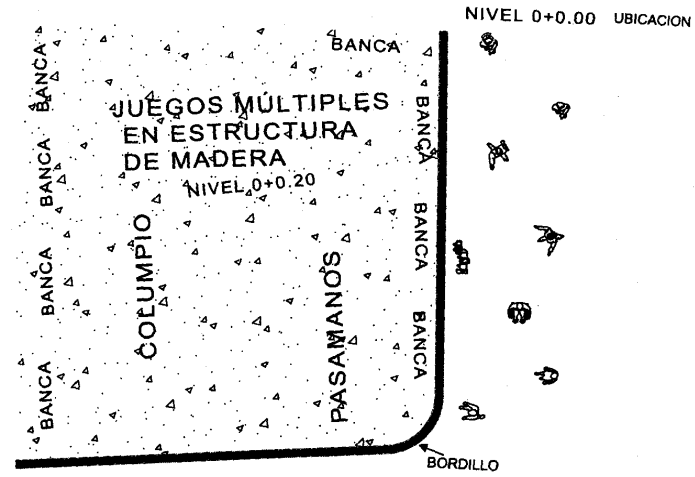 NIVEL 0+0.00 UBICACION
BANCA
BANCA
JUEGOS MÚLTIPLES
EN ESTRUCTURA
DE MADERA
NIVEL 0+0.20
BANCA
BANCA
BANCA
BANCA
COLUMPIO
PASAMANOS
BANCA
BANCA
BANCA
BORDILLO